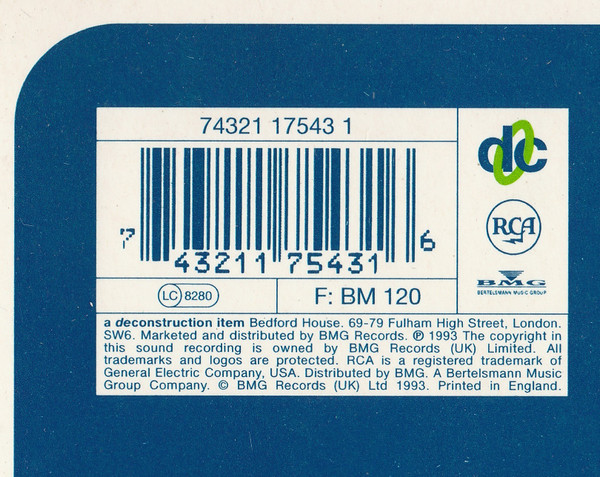 74321 17543 1
dc
RCA
BMG
BERTELSMANN MUSIC GROUP
7 43211 75431 6
LC 8280
F: BM 120
a deconstruction item Bedford House. 69-79 Fulham High Street, London.
SW6. Marketed and distributed by BMG Records. ℗ 1993 The copyright in
this sound recording is owned by BMG Records (UK) Limited. All
trademarks and logos are protected. RCA is a registered trademark of
General Electric Company, USA. Distributed by BMG. A Bertelsmann Music
Group Company. © BMG Records (UK) Ltd 1993. Printed in England.